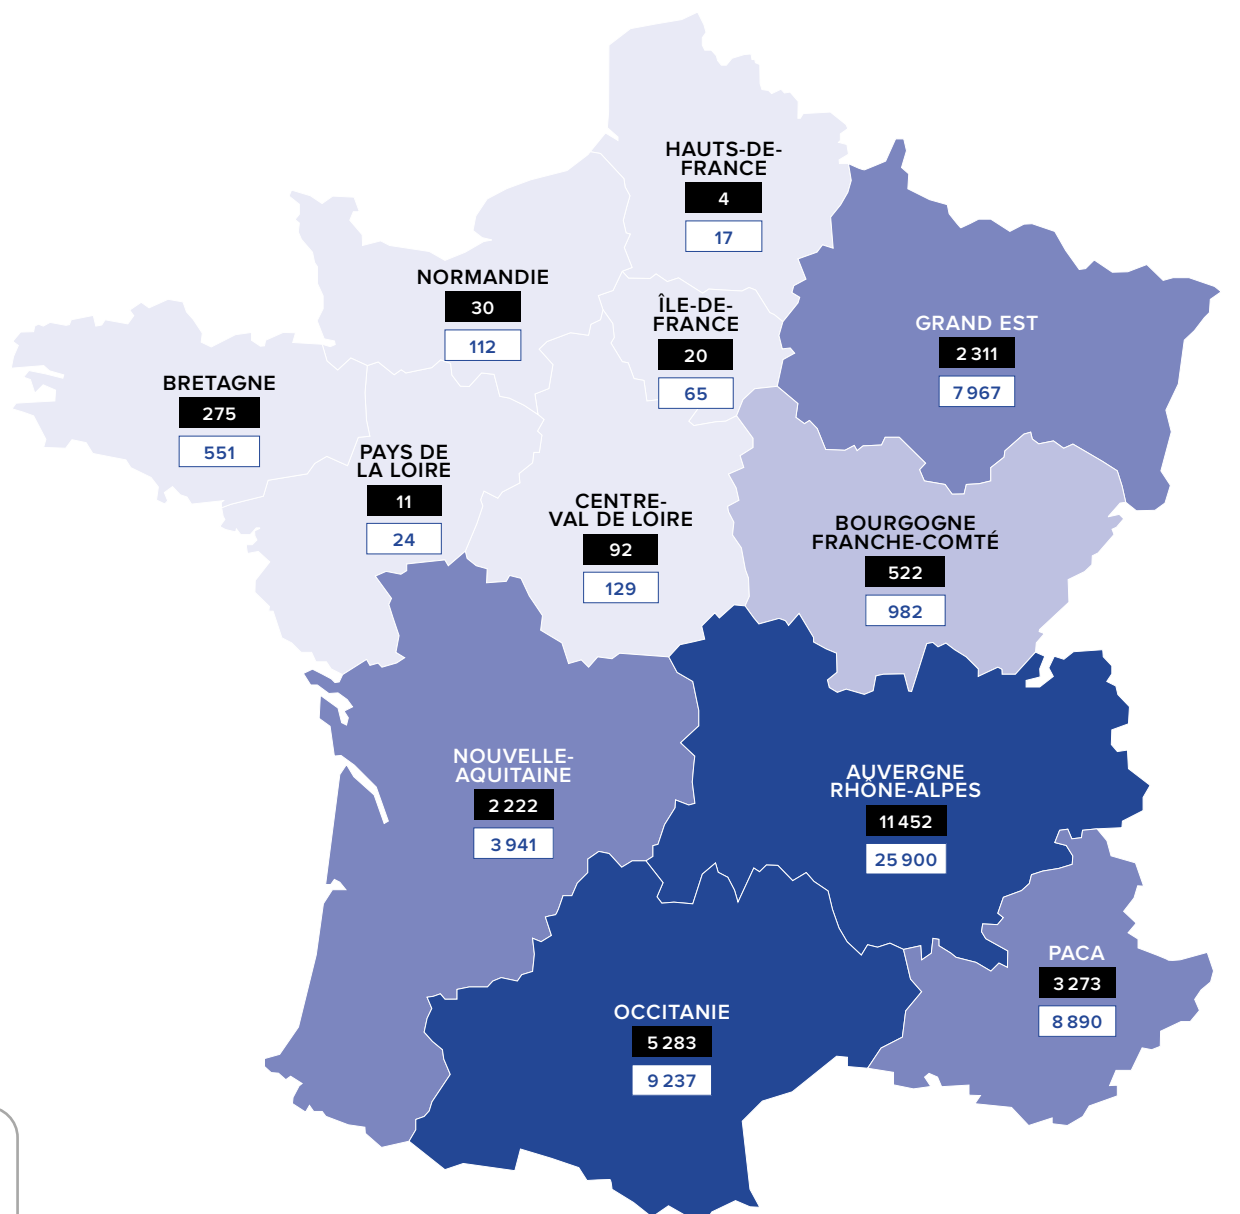 HAUTS-DE-
FRANCE
4
17
NORMANDIE
30
112
ÎLE-DE-
FRANCE
20
65
GRAND EST
2 311
7 967
BRETAGNE
275
551
PAYS DE
LA LOIRE
11
24
CENTRE-
VAL DE LOIRE
92
129
BOURGOGNE
FRANCHE-COMTÉ
522
982
NOUVELLE-
AQUITAINE
2 222
3 941
AUVERGNE
RHÔNE-ALPES
11 452
25 900
PACA
3 273
8 890
OCCITANIE
5 283
9 237